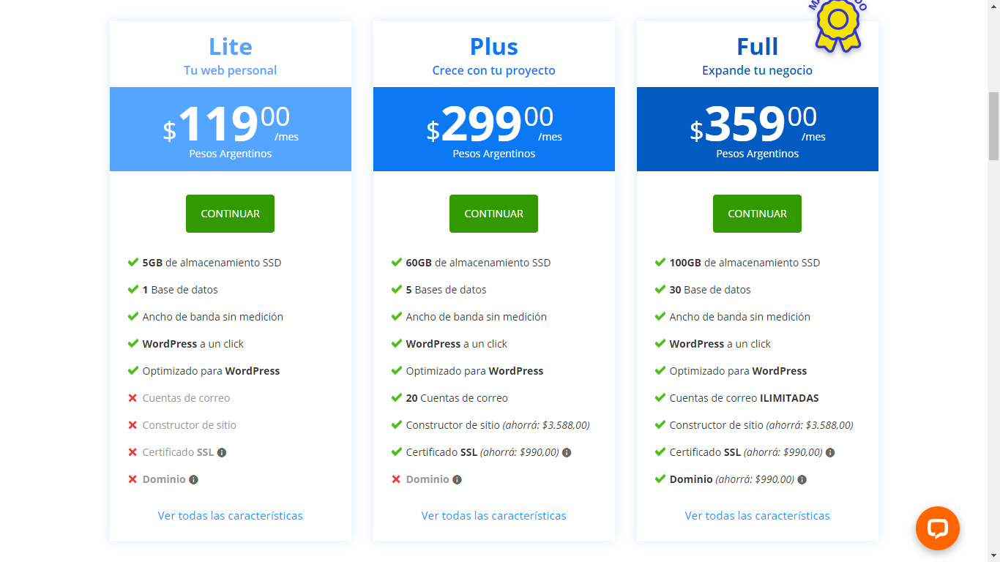 Lite
Tu web personal
$119 00
/mes
Pesos Argentinos
CONTINUAR
5GB de almacenamiento SSD
1 Base de datos
Ancho de banda sin medición
WordPress a un click
Optimizado para WordPress
Cuentas de correo
Constructor de sitio
Certificado SSL
Dominio
Ver todas las características
Plus
Crece con tu proyecto
$299 00
/mes
Pesos Argentinos
CONTINUAR
60GB de almacenamiento SSD
5 Bases de datos
Ancho de banda sin medición
WordPress a un click
Optimizado para WordPress
20 Cuentas de correo
Constructor de sitio (ahorrá: $3.588,00)
Certificado SSL (ahorrá: $990,00)
Dominio
Ver todas las características
Full
Expande tu negocio
$359 00
/mes
Pesos Argentinos
CONTINUAR
100GB de almacenamiento SSD
30 Base de datos
Ancho de banda sin medición
WordPress a un click
Optimizado para WordPress
Cuentas de correo ILIMITADAS
Constructor de sitio (ahorrá: $3.588,00)
Certificado SSL (ahorrá: $990,00)
Dominio (ahorrá: $990,00)
Ver todas las características